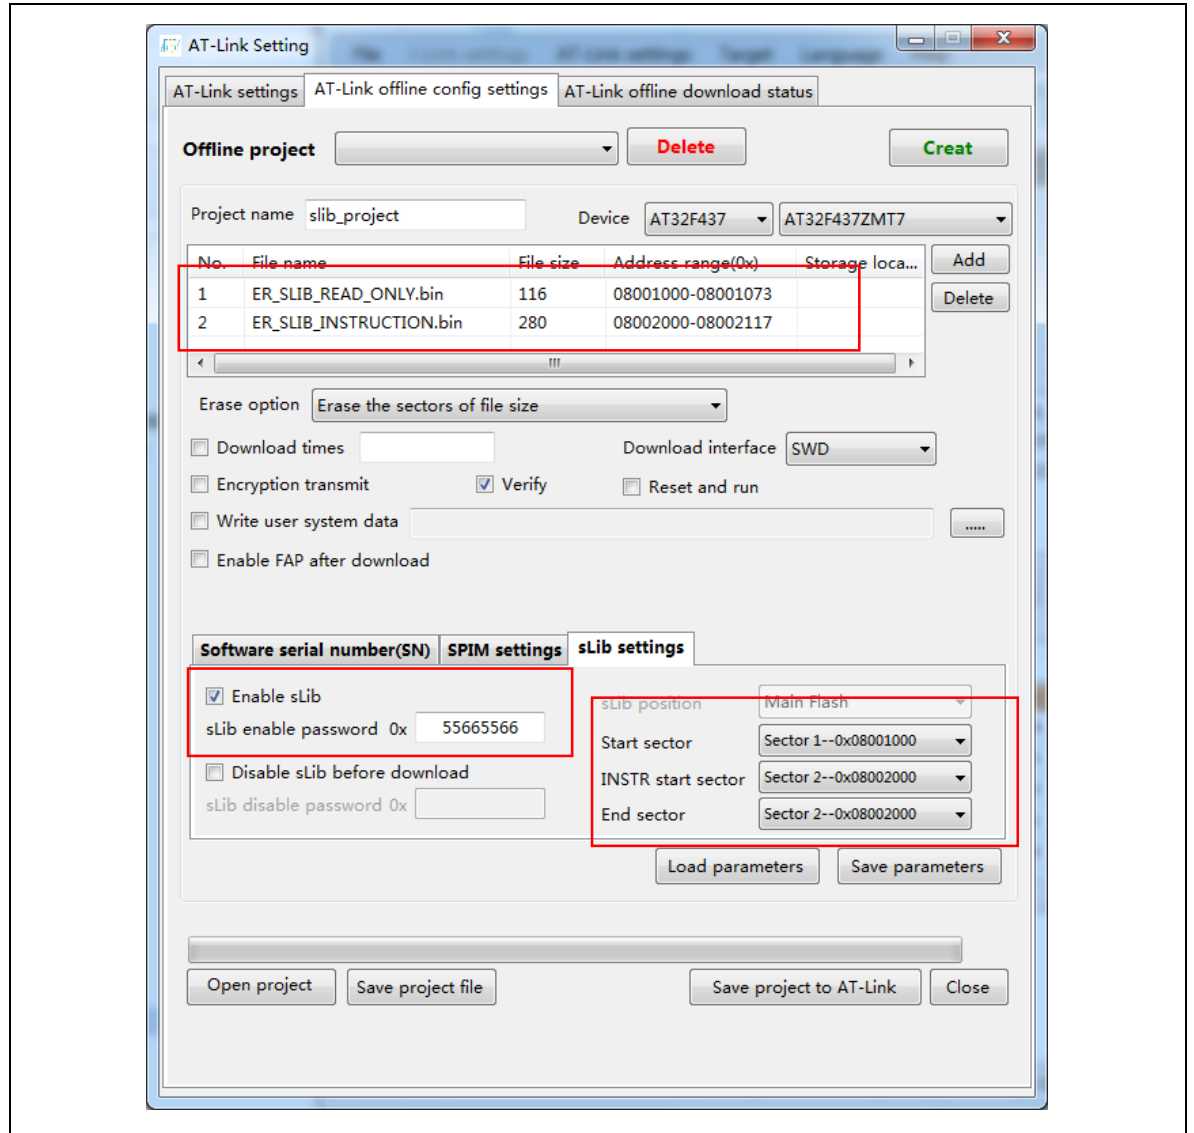 AT-Link Setting
AT-Link settings AT-Link offline config settings AT-Link offline download status
Offline project Delete Creat
Project name slib_project Device AT32F437 AT32F437ZMT7
No. File name File size Address range(0x) Storage loca... Add
1 ER_SLIB_READ_ONLY.bin 116 08001000-08001073 Delete
2 ER_SLIB_INSTRUCTION.bin 280 08002000-08002117
Erase option Erase the sectors of file size
Download times Download interface SWD
Encryption transmit Verify Reset and run
Write user system data .....
Enable FAP after download
Software serial number(SN) SPIM settings sLib settings
Enable sLib sLib position Main Flash
sLib enable password 0x 55665566 Start sector Sector 1--0x08001000
Disable sLib before download INSTR start sector Sector 2--0x08002000
sLib disable password 0x End sector Sector 2--0x08002000
Load parameters Save parameters
Open project Save project file Save project to AT-Link Close